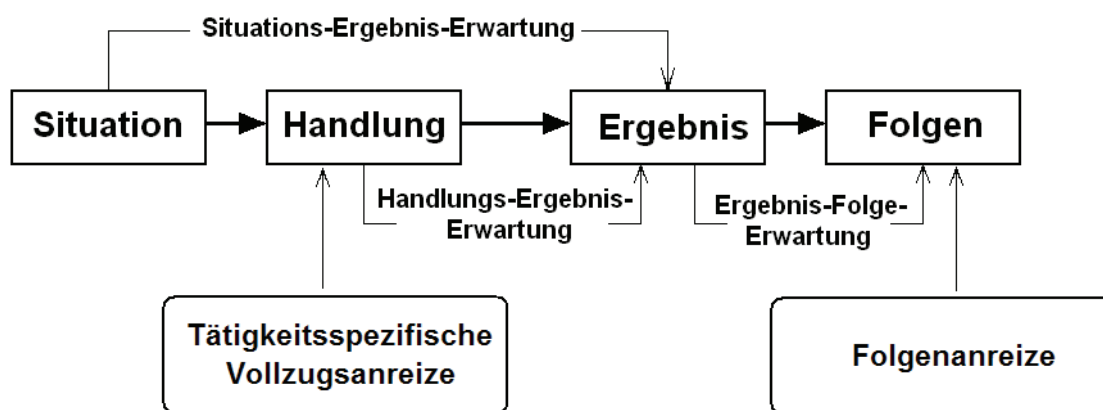 Situations-Ergebnis-Erwartung
Situation
Handlung
Ergebnis
Folgen
Handlungs-Ergebnis-
Erwartung
Ergebnis-Folge-
Erwartung
Tätigkeitsspezifische
Vollzugsanreize
Folgenanreize